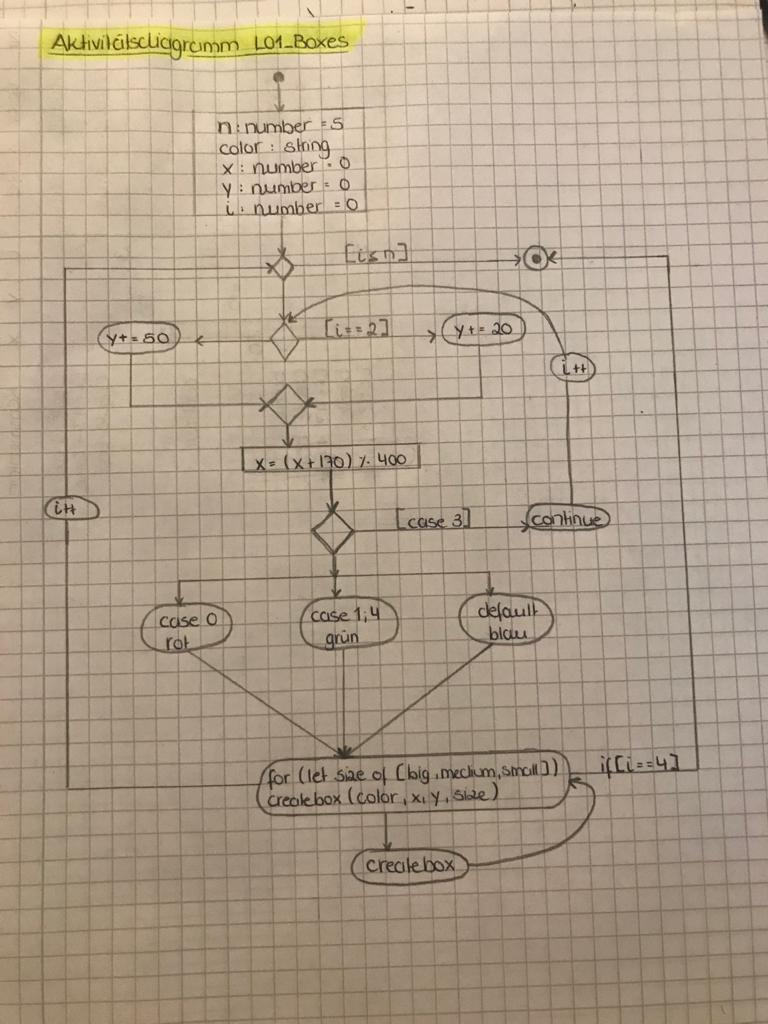 Aktivitätsdiagramm L01_Boxes
n: number = 5
color: string
x: number = 0
y: number = 0
i: number = 0
[i≤n]
y+=50
[i==2]
y+=20
i++
x=(x+170) % 400
i++
[case 3]
continue
case 0
rot
case 1,4
grün
default
blau
for (let size of [big, medium, small])
createbox (color, x, y, size)
if[i==4]
createbox